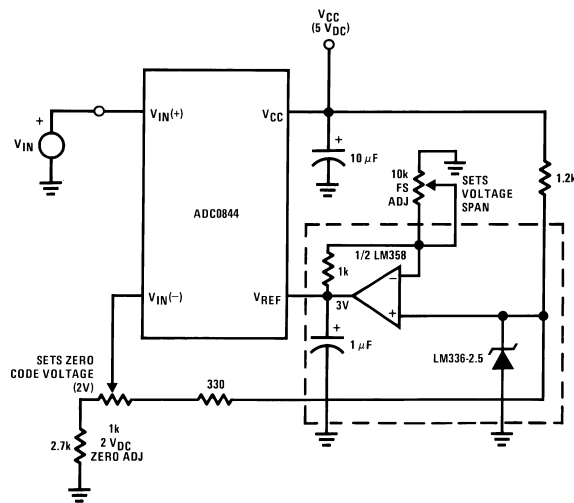 VCC
(5 VDC)
VIN(+)
VCC
+
VIN
+
10 μF
10k
FS
ADJ
SETS
VOLTAGE
SPAN
1.2k
ADC0844
1/2 LM358
1k
−
+
VIN(−)
VREF
3V
+
1 μF
LM336-2.5
SETS ZERO
CODE VOLTAGE
(2V)
330
1k
2 VDC
ZERO ADJ
2.7k